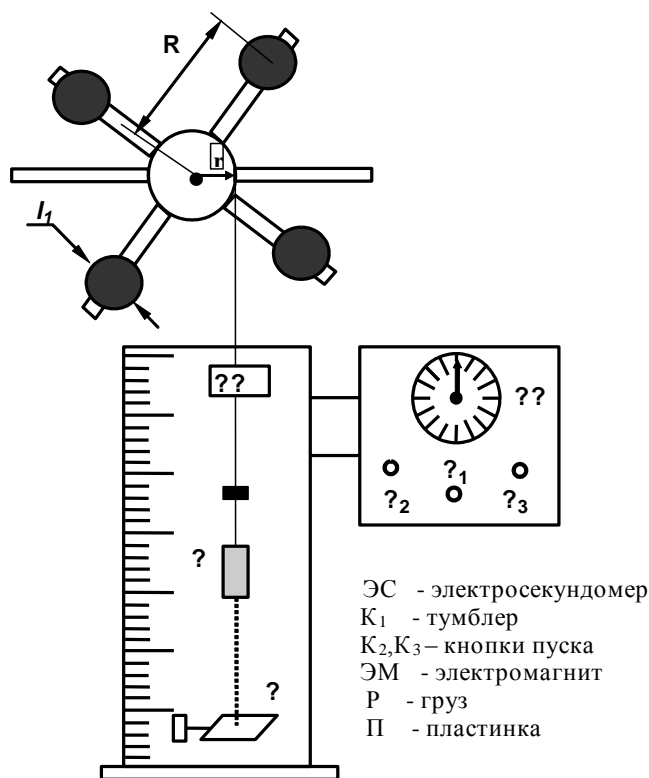 R
r
l₁
??
??
?₁
?₂
?₃
?
?
ЭС - электросекундомер
К₁ - тумблер
К₂,К₃ – кнопки пуска
ЭМ - электромагнит
Р - груз
П - пластинка